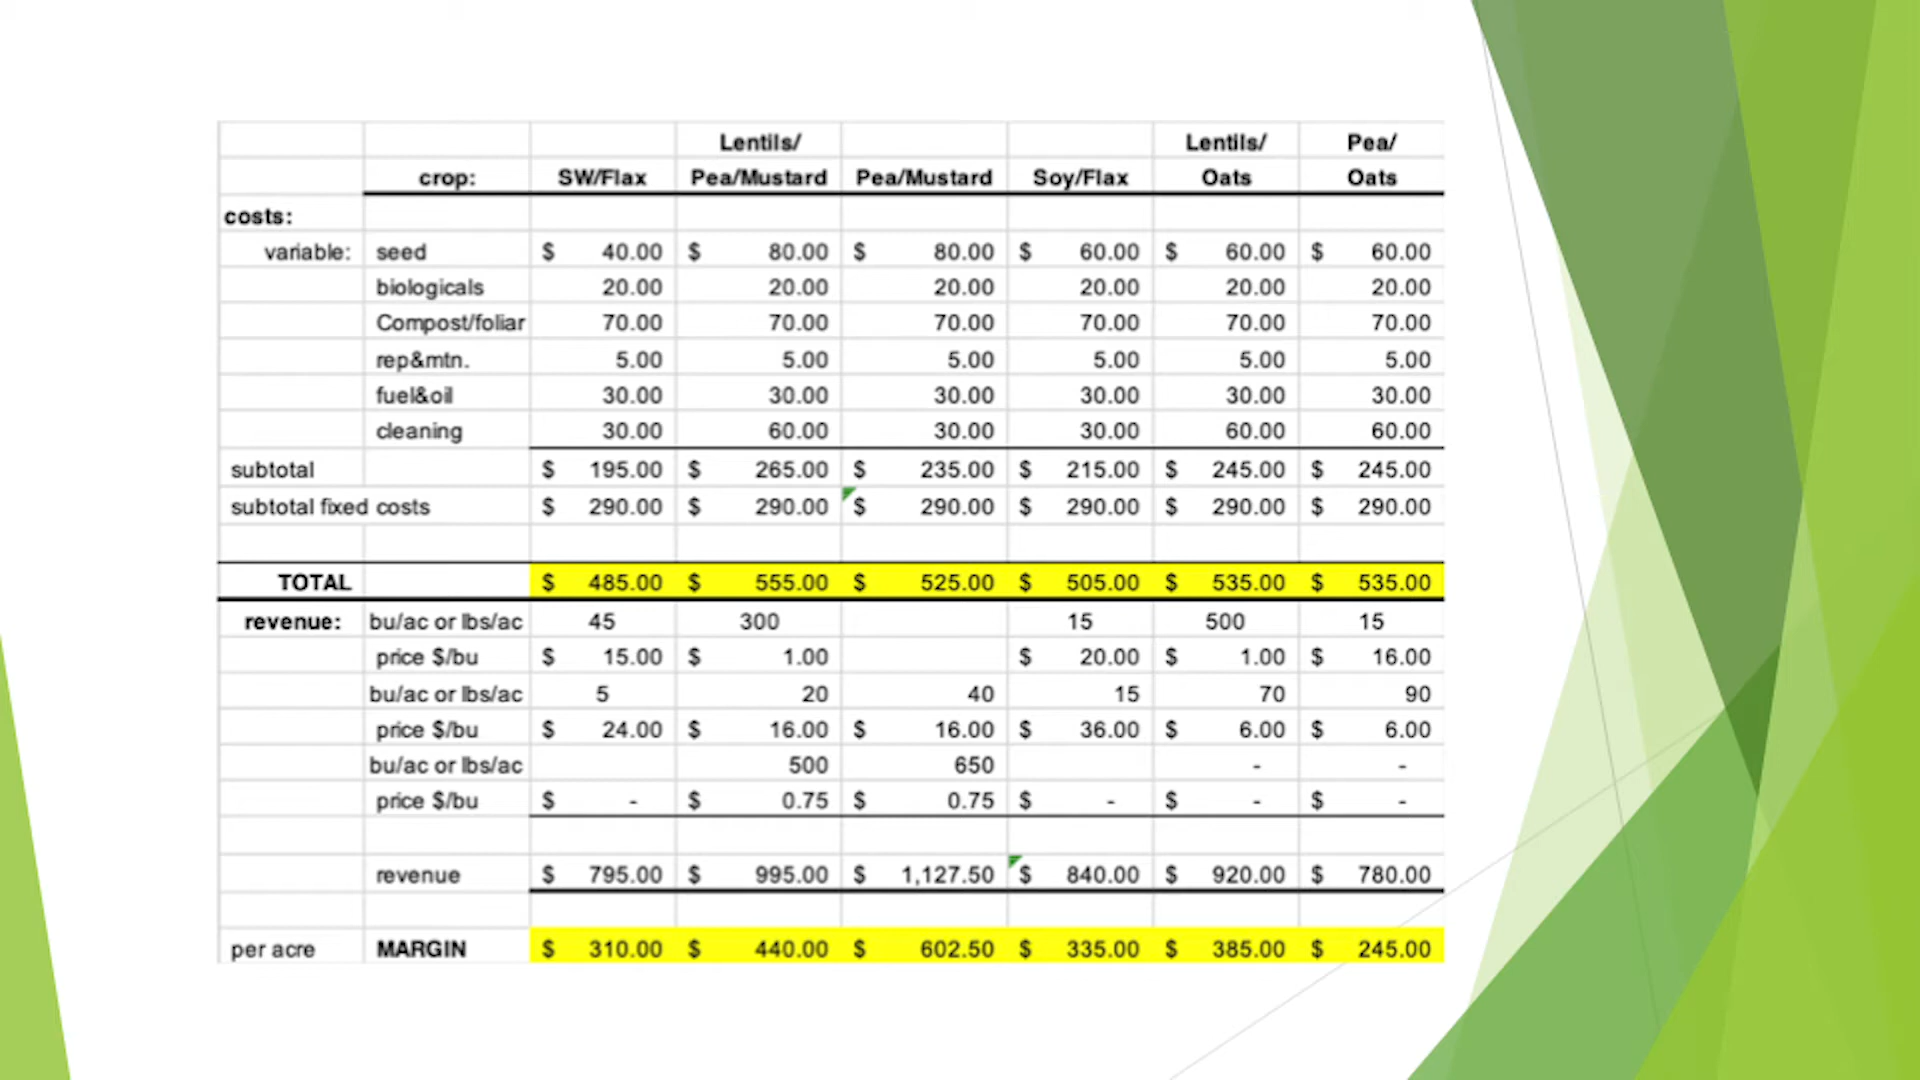 Lentils/ Lentils/ Pea/
crop: SW/Flax Pea/Mustard Pea/Mustard Soy/Flax Oats Oats
costs:
variable: seed $ 40.00 $ 80.00 $ 80.00 $ 60.00 $ 60.00 $ 60.00
biologicals 20.00 20.00 20.00 20.00 20.00 20.00
Compost/foliar 70.00 70.00 70.00 70.00 70.00 70.00
rep&mtn. 5.00 5.00 5.00 5.00 5.00 5.00
fuel&oil 30.00 30.00 30.00 30.00 30.00 30.00
cleaning 30.00 60.00 30.00 30.00 60.00 60.00
subtotal $ 195.00 $ 265.00 $ 235.00 $ 215.00 $ 245.00 $ 245.00
subtotal fixed costs $ 290.00 $ 290.00 $ 290.00 $ 290.00 $ 290.00 $ 290.00
TOTAL $ 485.00 $ 555.00 $ 525.00 $ 505.00 $ 535.00 $ 535.00
revenue: bu/ac or lbs/ac 45 300 15 500 15
price $/bu $ 15.00 $ 1.00 $ 20.00 $ 1.00 $ 16.00
bu/ac or lbs/ac 5 20 40 15 70 90
price $/bu $ 24.00 $ 16.00 $ 16.00 $ 36.00 $ 6.00 $ 6.00
bu/ac or lbs/ac 500 650 - -
price $/bu $ - $ 0.75 $ 0.75 $ - $ - $ -
revenue $ 795.00 $ 995.00 $ 1,127.50 $ 840.00 $ 920.00 $ 780.00
per acre MARGIN $ 310.00 $ 440.00 $ 602.50 $ 335.00 $ 385.00 $ 245.00